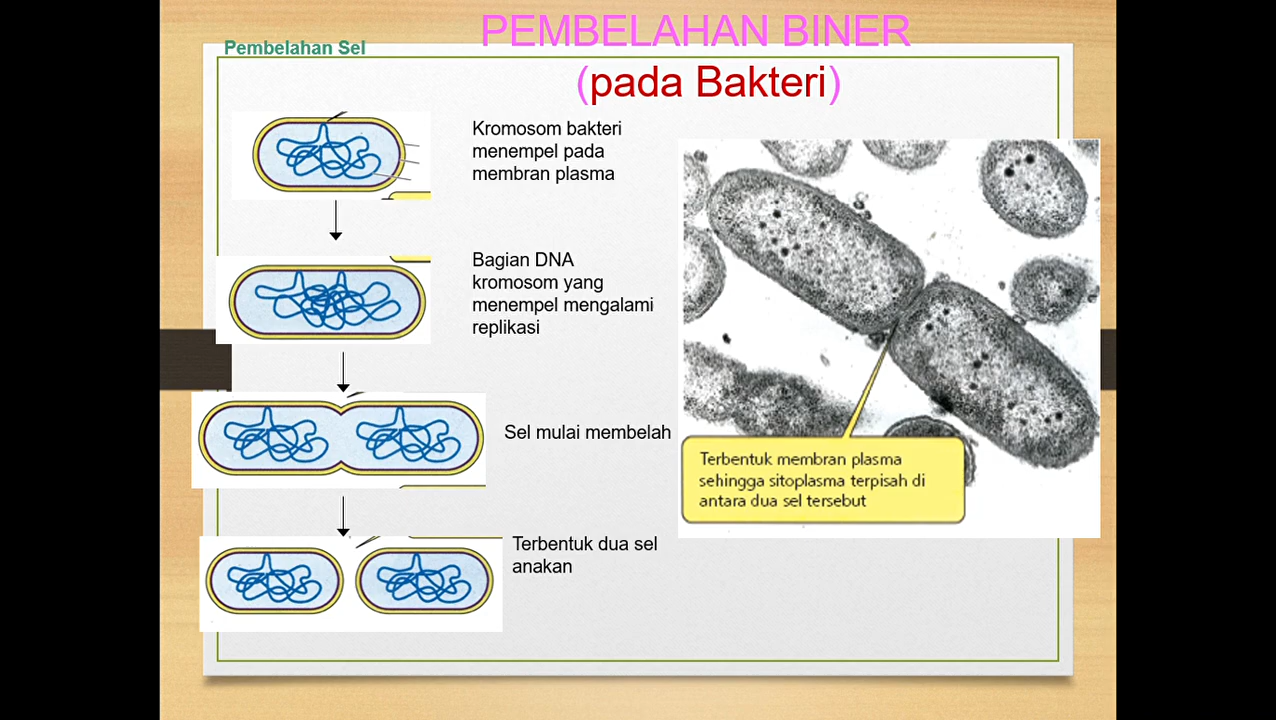 Pembelahan Sel
PEMBELAHAN BINER
(pada Bakteri)
Kromosom bakteri
menempel pada
membran plasma
Bagian DNA
kromosom yang
menempel mengalami
replikasi
Sel mulai membelah
Terbentuk dua sel
anakan
Terbentuk membran plasma
sehingga sitoplasma terpisah di
antara dua sel tersebut